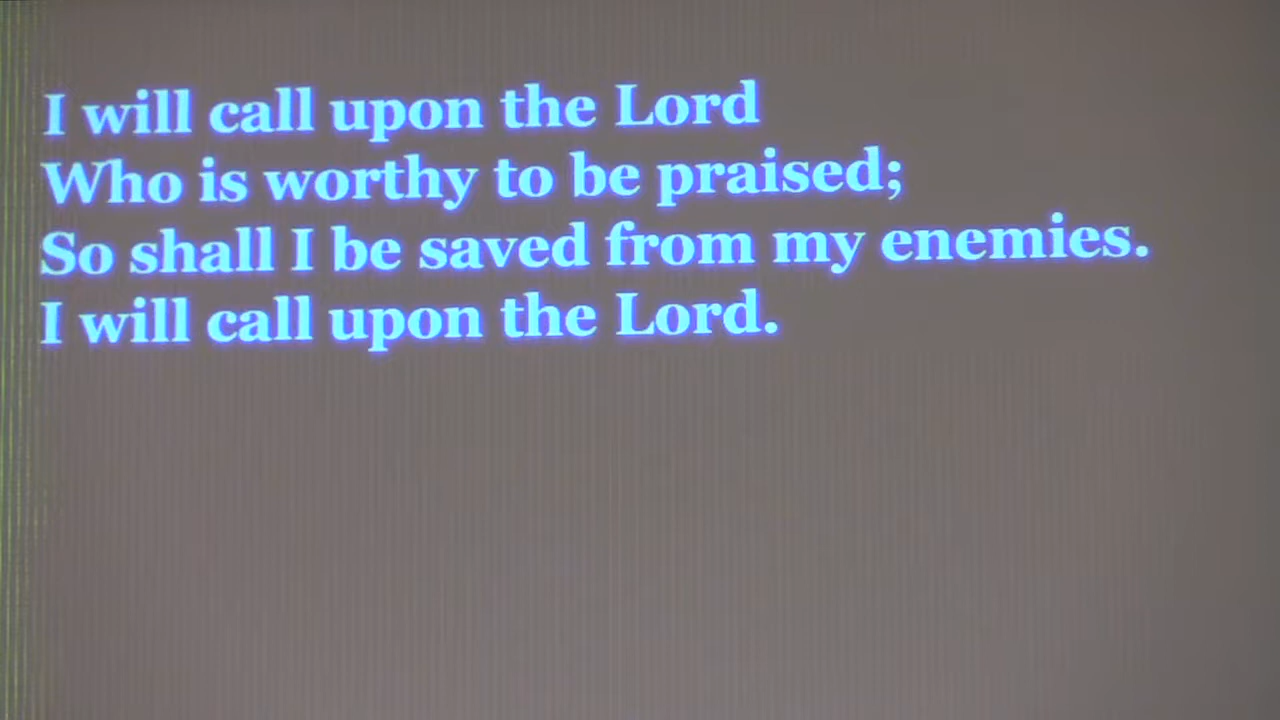 I will call upon the Lord
Who is worthy to be praised;
So shall I be saved from my enemies.
I will call upon the Lord.